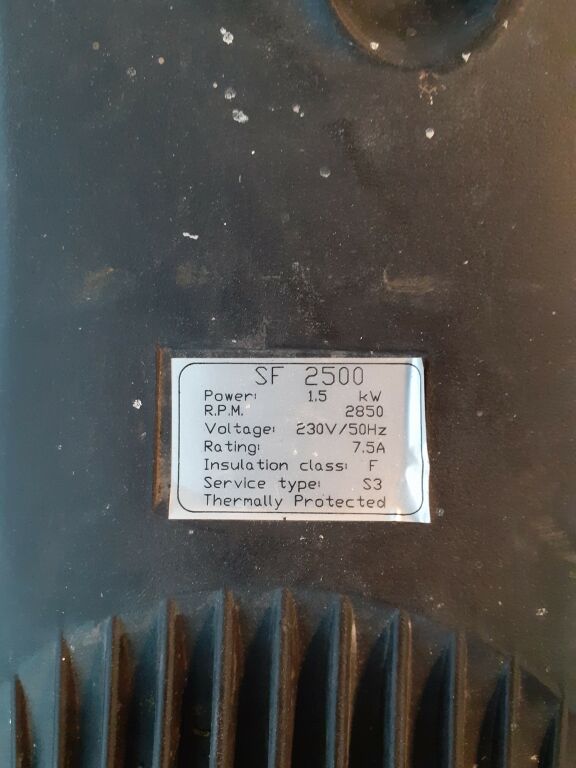 SF 2500
Power: 1.5 kW
R.P.M. 2850
Voltage: 230V/50Hz
Rating: 7.5A
Insulation class: F
Service type: S3
Thermally Protected